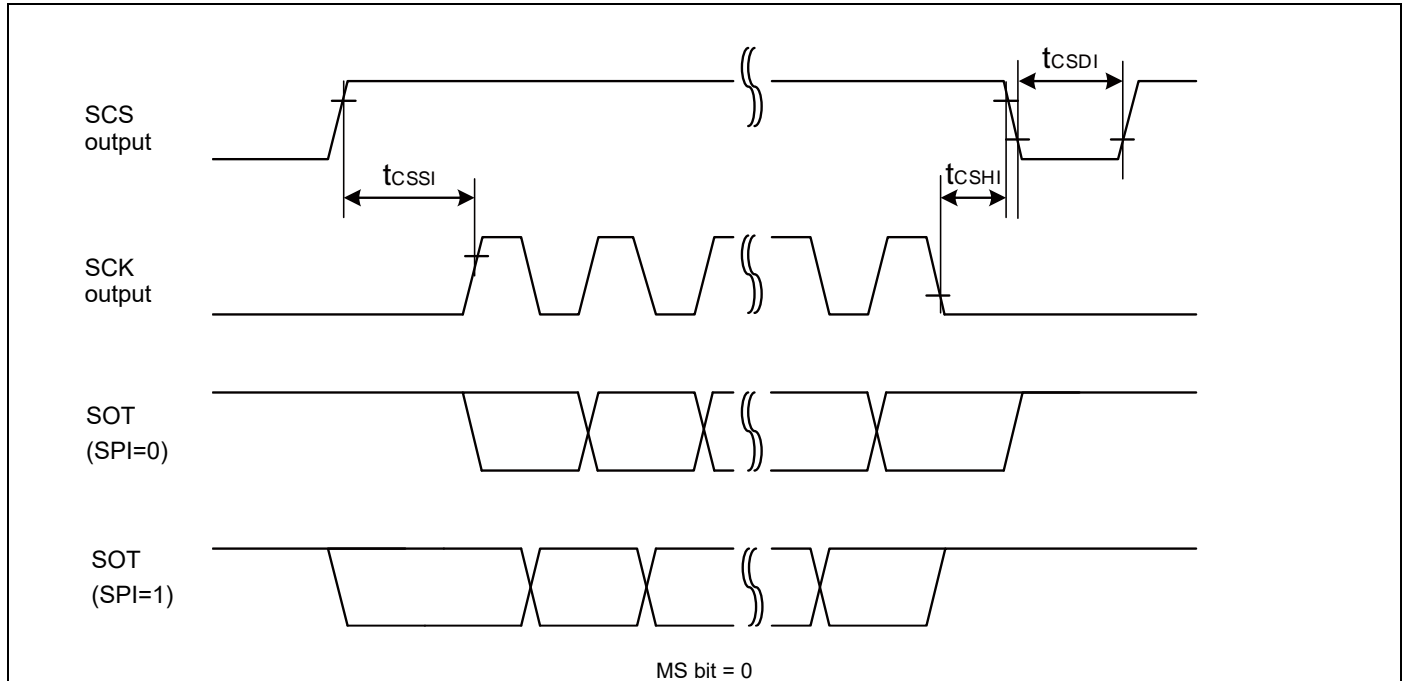 tCSDI
SCS
output
tCSSI
tCSHI
SCK
output
SOT
(SPI=0)
SOT
(SPI=1)
MS bit = 0